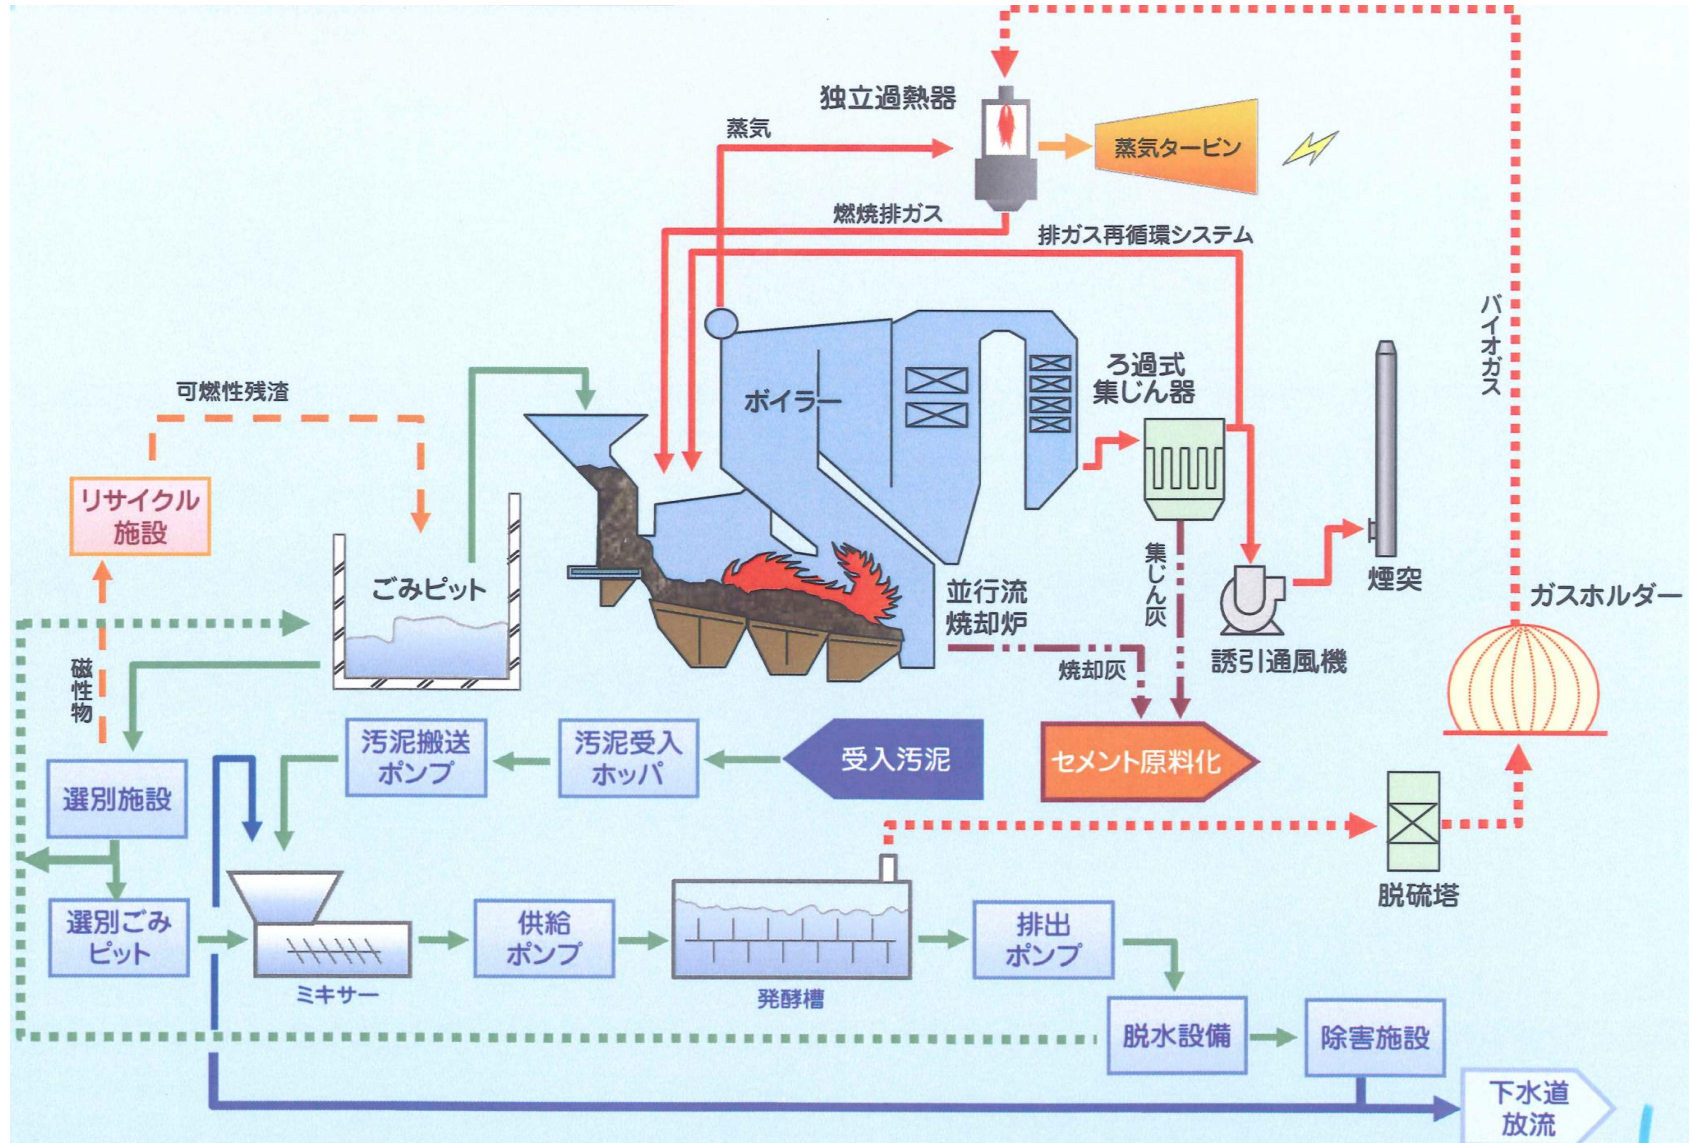 独立過熱器
蒸気
蒸気タービン
燃焼排ガス
排ガス再循環システム
バイオガス
可燃性残渣
ボイラー
ろ過式
集じん器
リサイクル
施設
ごみピット
集じん灰
並行流
焼却炉
煙突
ガスホルダー
誘引通風機
焼却灰
磁性物
汚泥搬送
ポンプ
汚泥受入
ホッパ
受入汚泥
セメント原料化
選別施設
脱硫塔
選別ごみ
ピット
ミキサー
供給
ポンプ
発酵槽
排出
ポンプ
脱水設備
除害施設
下水道
放流